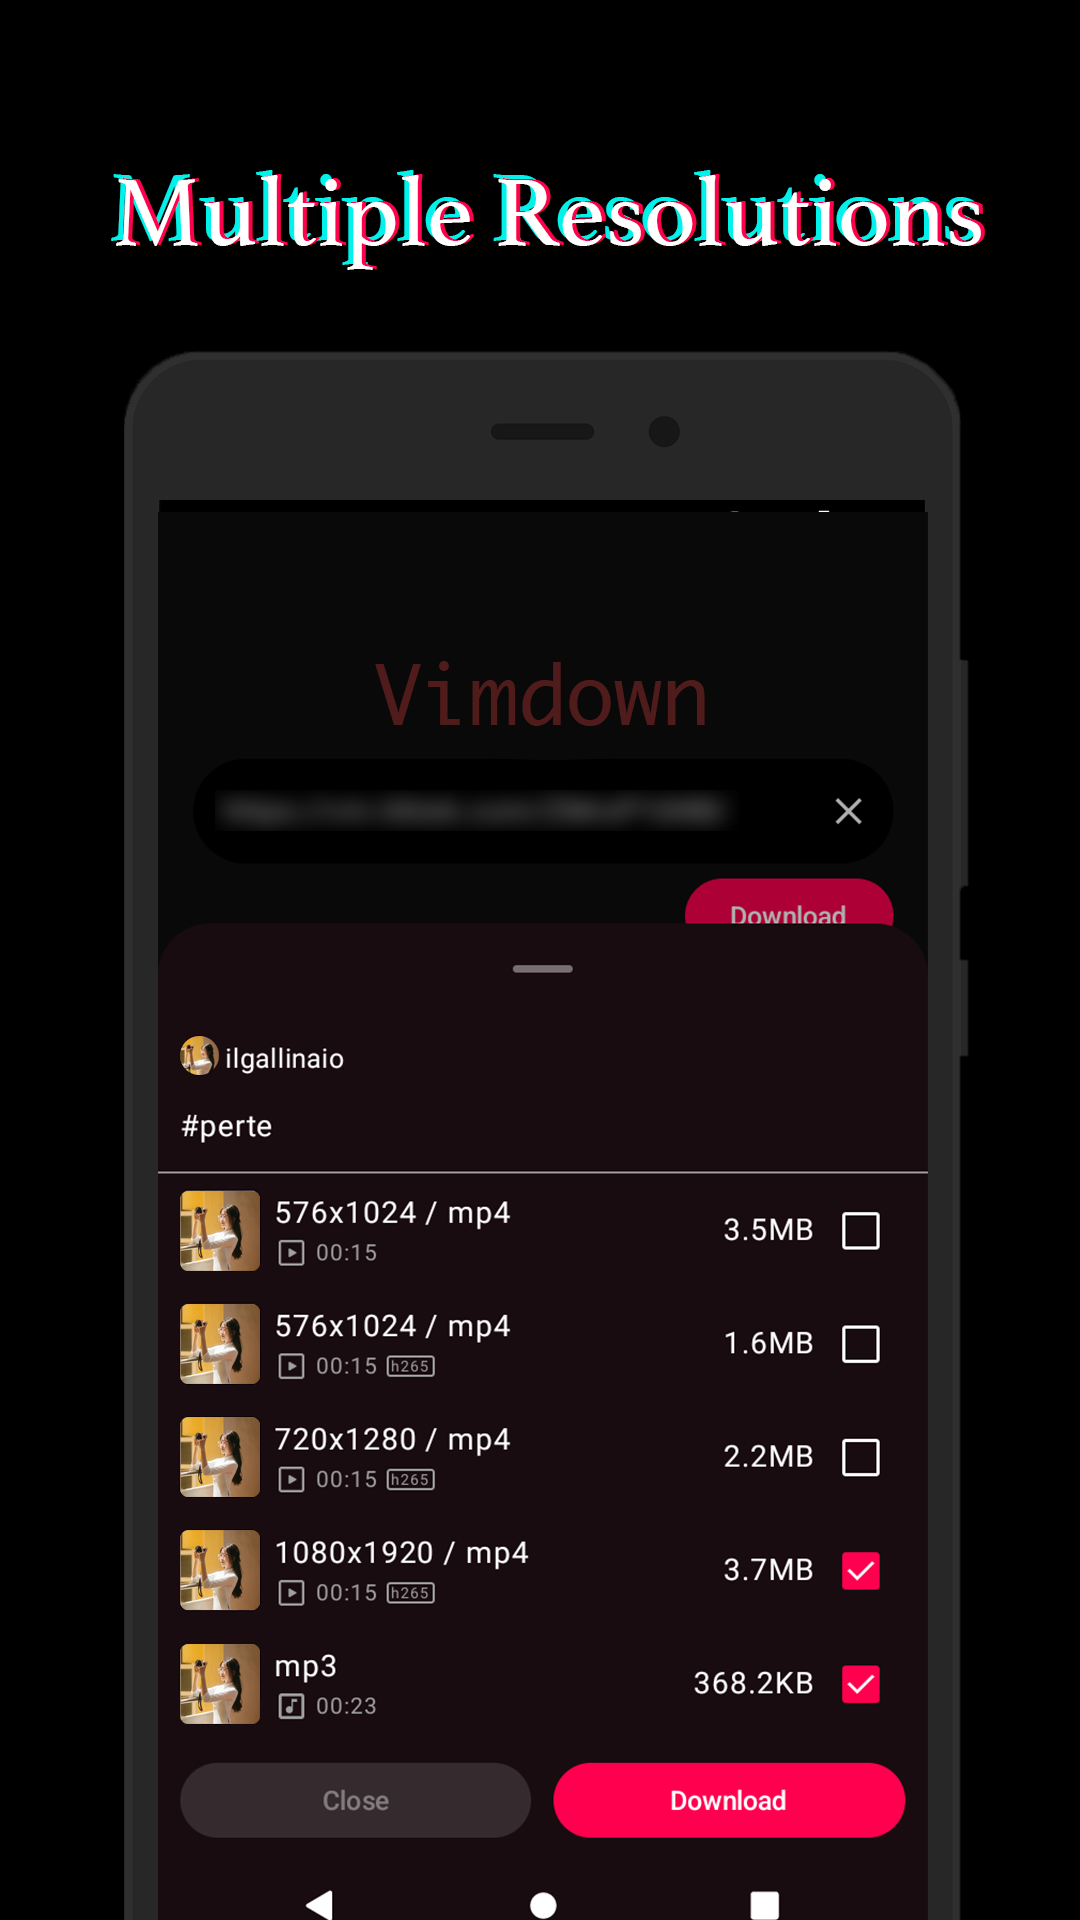 Multiple Resolutions
Vimdown
Download
ilgallinaio
#perte
576x1024 / mp4
3.5MB
00:15
576x1024 / mp4
1.6MB
00:15 h265
720x1280 / mp4
2.2MB
00:15 h265
1080x1920 / mp4
3.7MB
00:15 h265
mp3
368.2KB
00:23
Close
Download